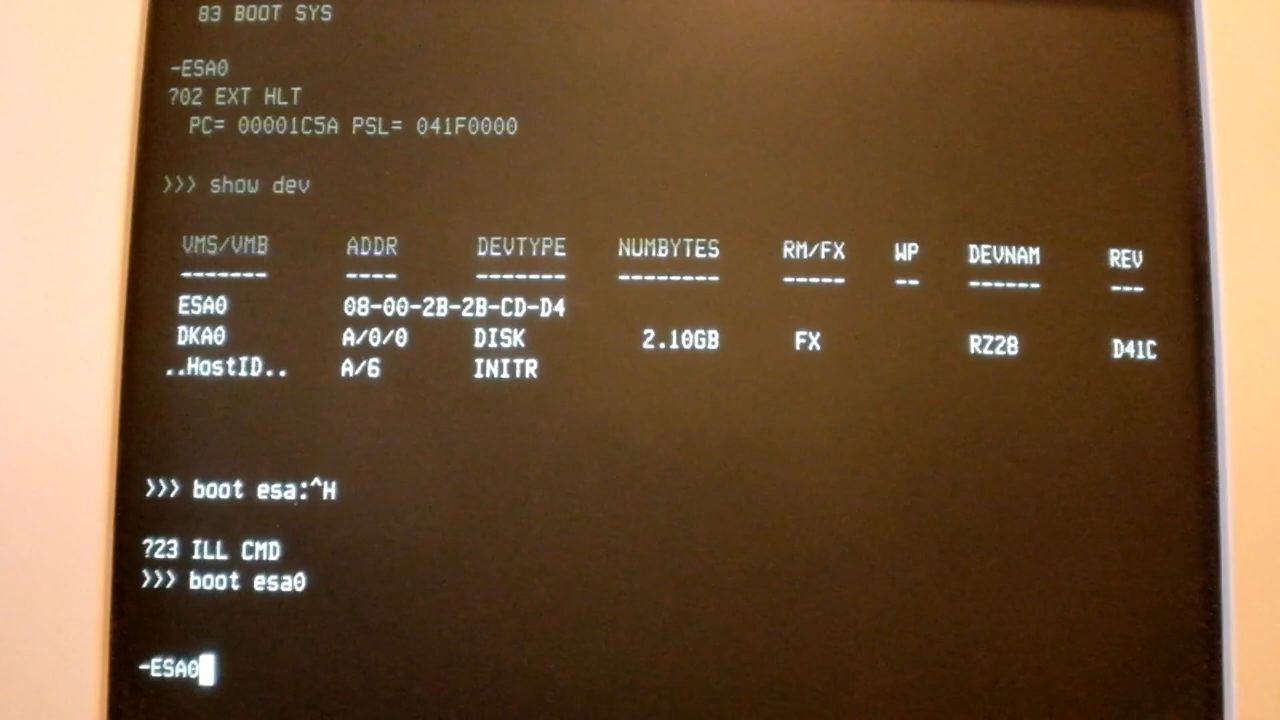 83 BOOT SYS
-ESA0
?02 EXT HLT
PC= 00001C5A PSL= 041F0000
>>> show dev
VMS/VMB ADDR DEVTYPE NUMBYTES RM/FX WP DEVNAM REV
------- ---- ------- -------- ----- -- ------ ---
ESA0 08-00-2B-2B-CD-D4
DKA0 A/0/0 DISK 2.10GB FX RZ28 D41C
..HostID.. A/6 INITR
>>> boot esa:^H
?23 ILL CMD
>>> boot esa0
-ESA0